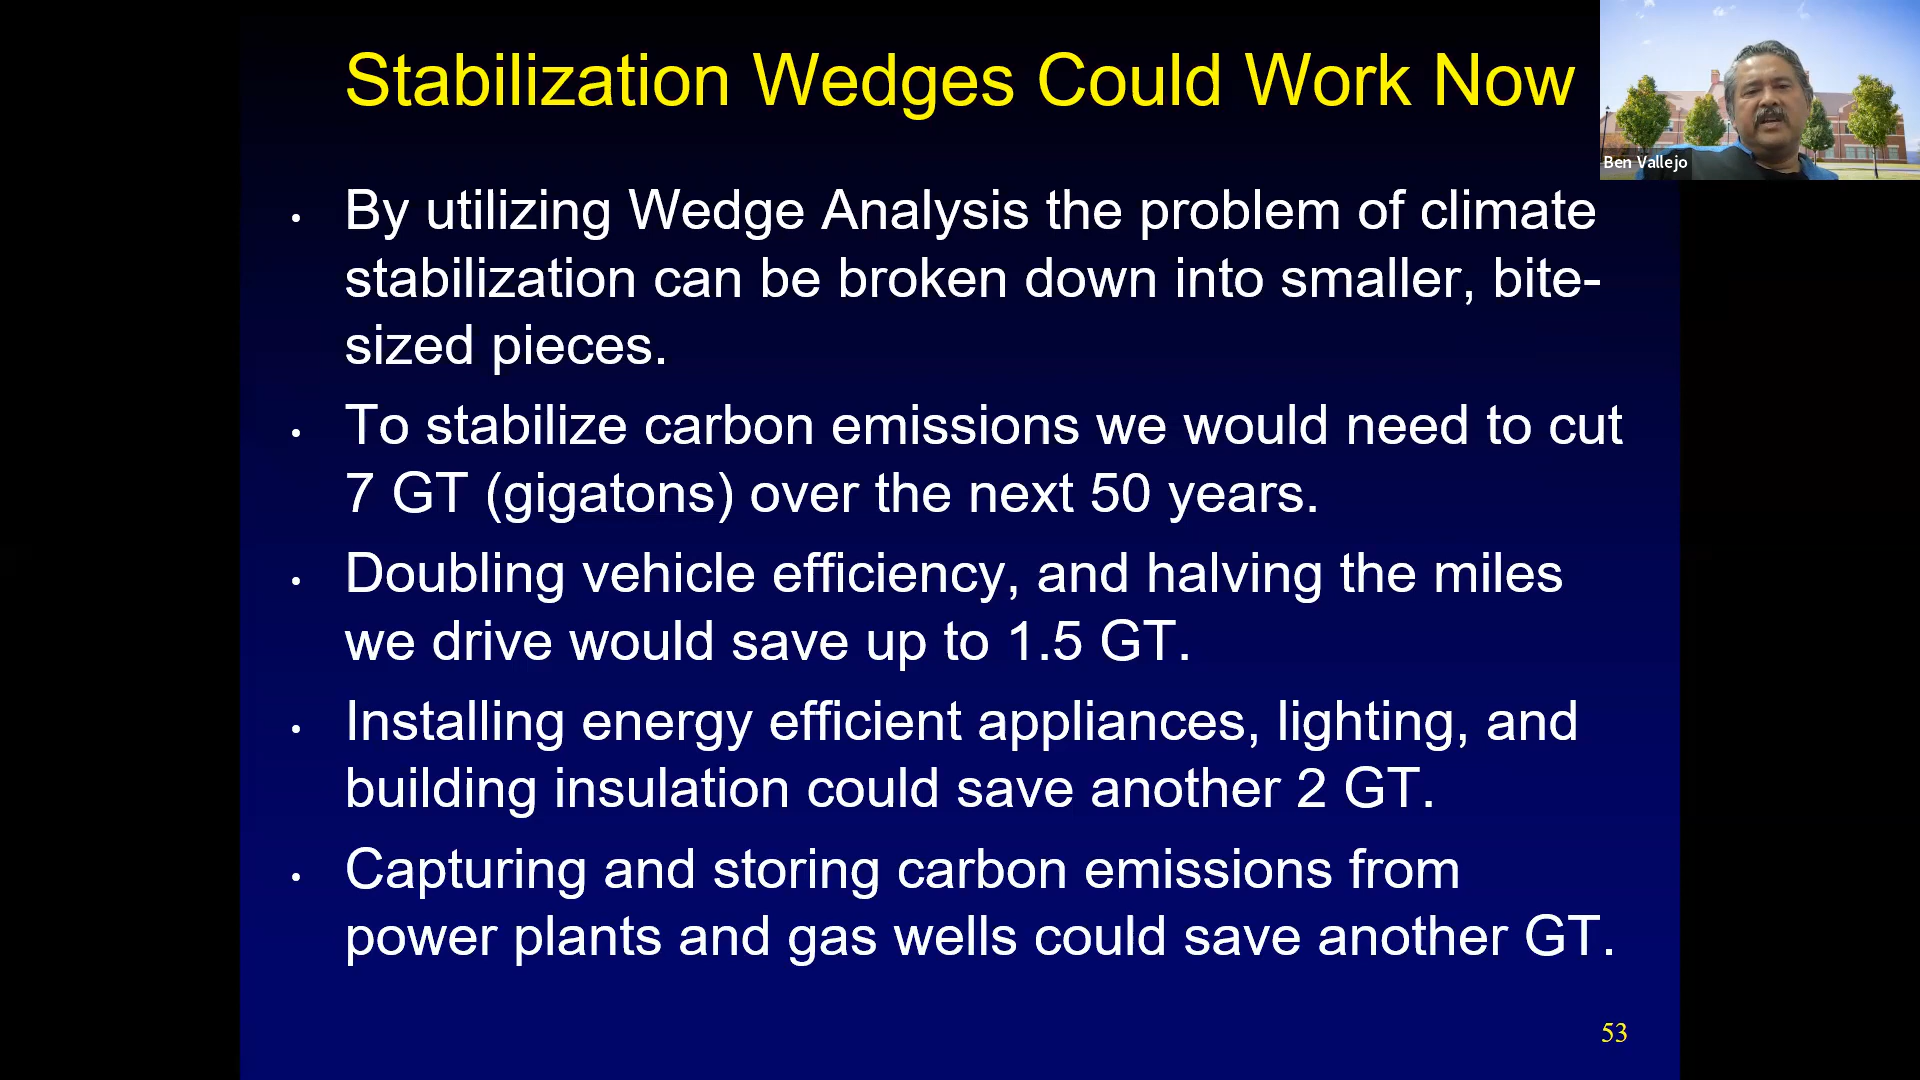 Stabilization Wedges Could Work Now
Ben Vallejo
• By utilizing Wedge Analysis the problem of climate
stabilization can be broken down into smaller, bite-
sized pieces.
• To stabilize carbon emissions we would need to cut
7 GT (gigatons) over the next 50 years.
• Doubling vehicle efficiency, and halving the miles
we drive would save up to 1.5 GT.
• Installing energy efficient appliances, lighting, and
building insulation could save another 2 GT.
• Capturing and storing carbon emissions from
power plants and gas wells could save another GT.
53